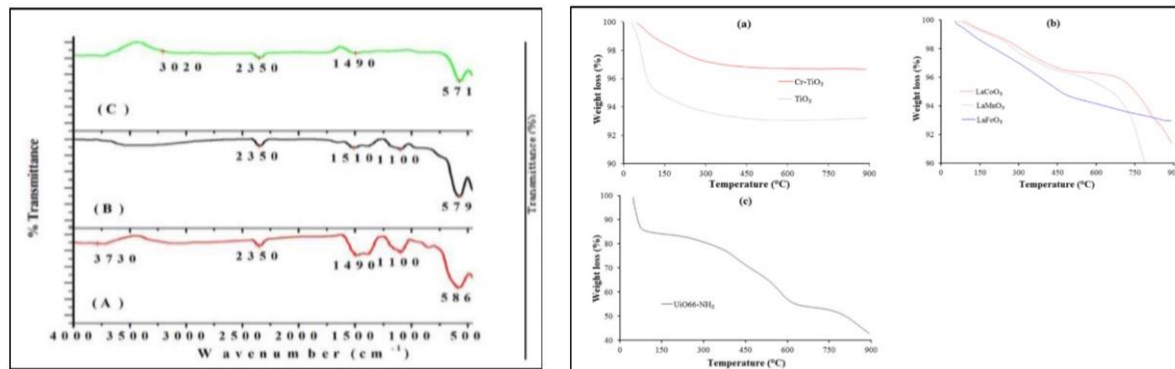 % Transmittance
( C )
3020
2350
1490
571
( B )
2350
1510
1100
579
( A )
3730
2350
1490
1100
586
4000 3500 3000 2500 2000 1500 1000 500
Wavenumber (cm⁻¹)
Transmittance (%)
(a)
Weight loss (%)
100
98
96
94
92
90
Cr-TiO₂
TiO₂
0 150 300 450 600 750 900
Temperature (⁰C)
(b)
Weight loss (%)
100
98
96
94
92
90
LaCoO₃
LaMnO₃
LaFeO₃
0 150 300 450 600 750 900
Temperature (⁰C)
(c)
Weight loss (%)
100
90
80
70
60
50
40
UiO66-NH₂
0 150 300 450 600 750 900
Temperature (⁰C)